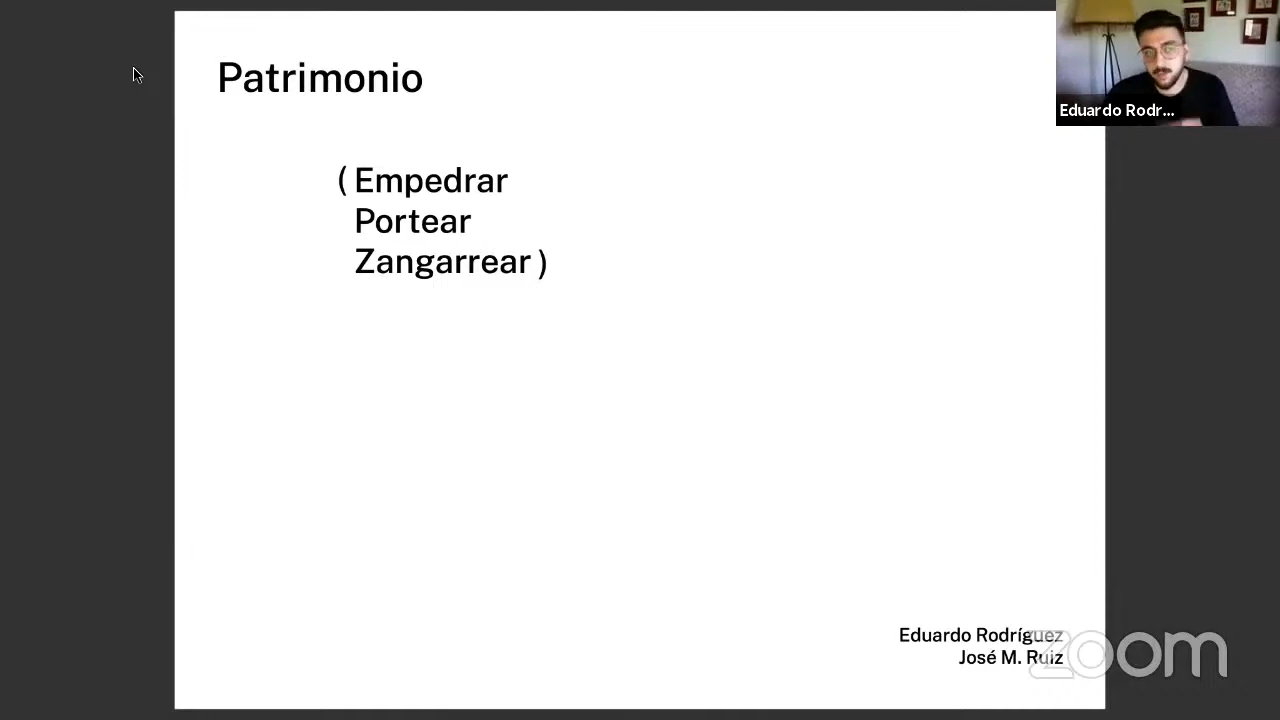 Patrimonio
Eduardo Rodr...
( Empedrar
Portear
Zangarrear )
Eduardo Rodríguez
José M. Ruiz
zoom